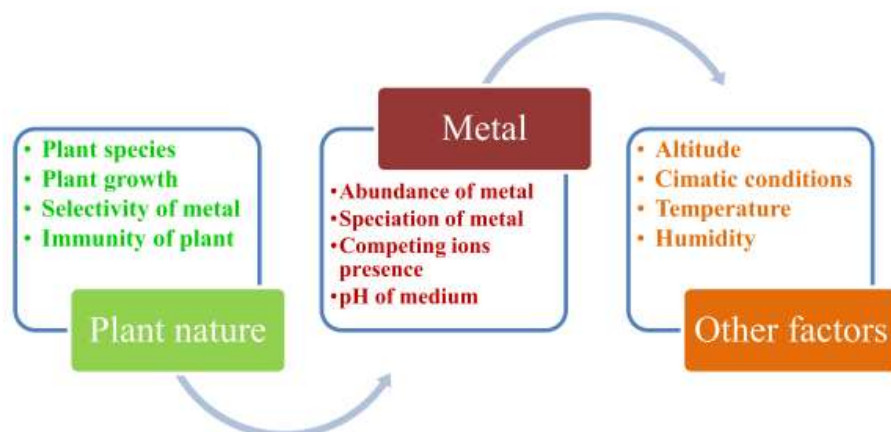 • Plant species
• Plant growth
• Selectivity of metal
• Immunity of plant
Plant nature
Metal
•Abundance of metal
•Speciation of metal
•Competing ions
presence
•pH of medium
• Altitude
• Cimatic conditions
• Temperature
• Humidity
Other factors